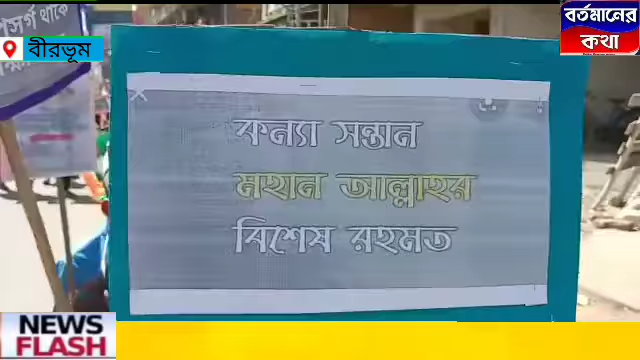 বর্তমানের
কথা
বীরভূম
কন্যা সন্তান
মহান আল্লাহর
বিশেষ রহমত
NEWS
FLASH